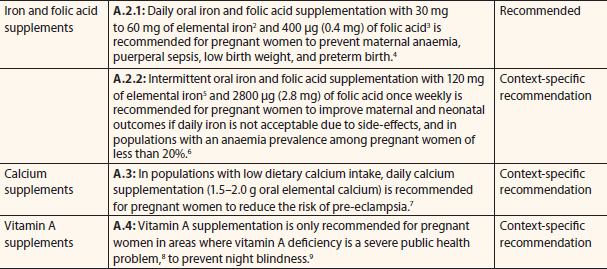 Iron and folic acid
supplements
A.2.1: Daily oral iron and folic acid supplementation with 30 mg
to 60 mg of elemental iron² and 400 µg (0.4 mg) of folic acid³ is
recommended for pregnant women to prevent maternal anaemia,
puerperal sepsis, low birth weight, and preterm birth.⁴
Recommended
A.2.2: Intermittent oral iron and folic acid supplementation with 120 mg
of elemental iron⁵ and 2800 µg (2.8 mg) of folic acid once weekly is
recommended for pregnant women to improve maternal and neonatal
outcomes if daily iron is not acceptable due to side-effects, and in
populations with an anaemia prevalence among pregnant women of
less than 20%.⁶
Context-specific
recommendation
Calcium
supplements
A.3: In populations with low dietary calcium intake, daily calcium
supplementation (1.5–2.0 g oral elemental calcium) is recommended
for pregnant women to reduce the risk of pre-eclampsia.⁷
Context-specific
recommendation
Vitamin A
supplements
A.4: Vitamin A supplementation is only recommended for pregnant
women in areas where vitamin A deficiency is a severe public health
problem,⁸ to prevent night blindness.⁹
Context-specific
recommendation